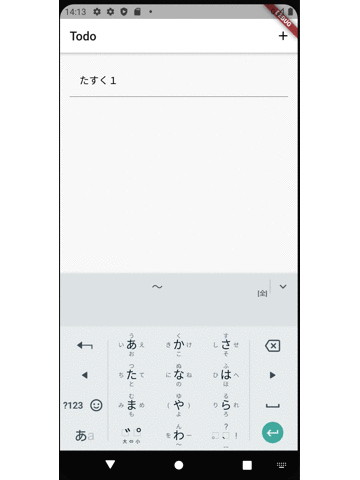 14:13
DEBUG
Todo +
たすく１
〜
[全]
う く す
い あ え き か け し さ せ
お こ そ
つ ぬ ふ
ち た て に な ね ひ は へ
と の ほ
?123
む ゆ る
み ま め ( や ) り ら れ
も よ ろ
あa
大⇔小
ん
を わ ー
?
!